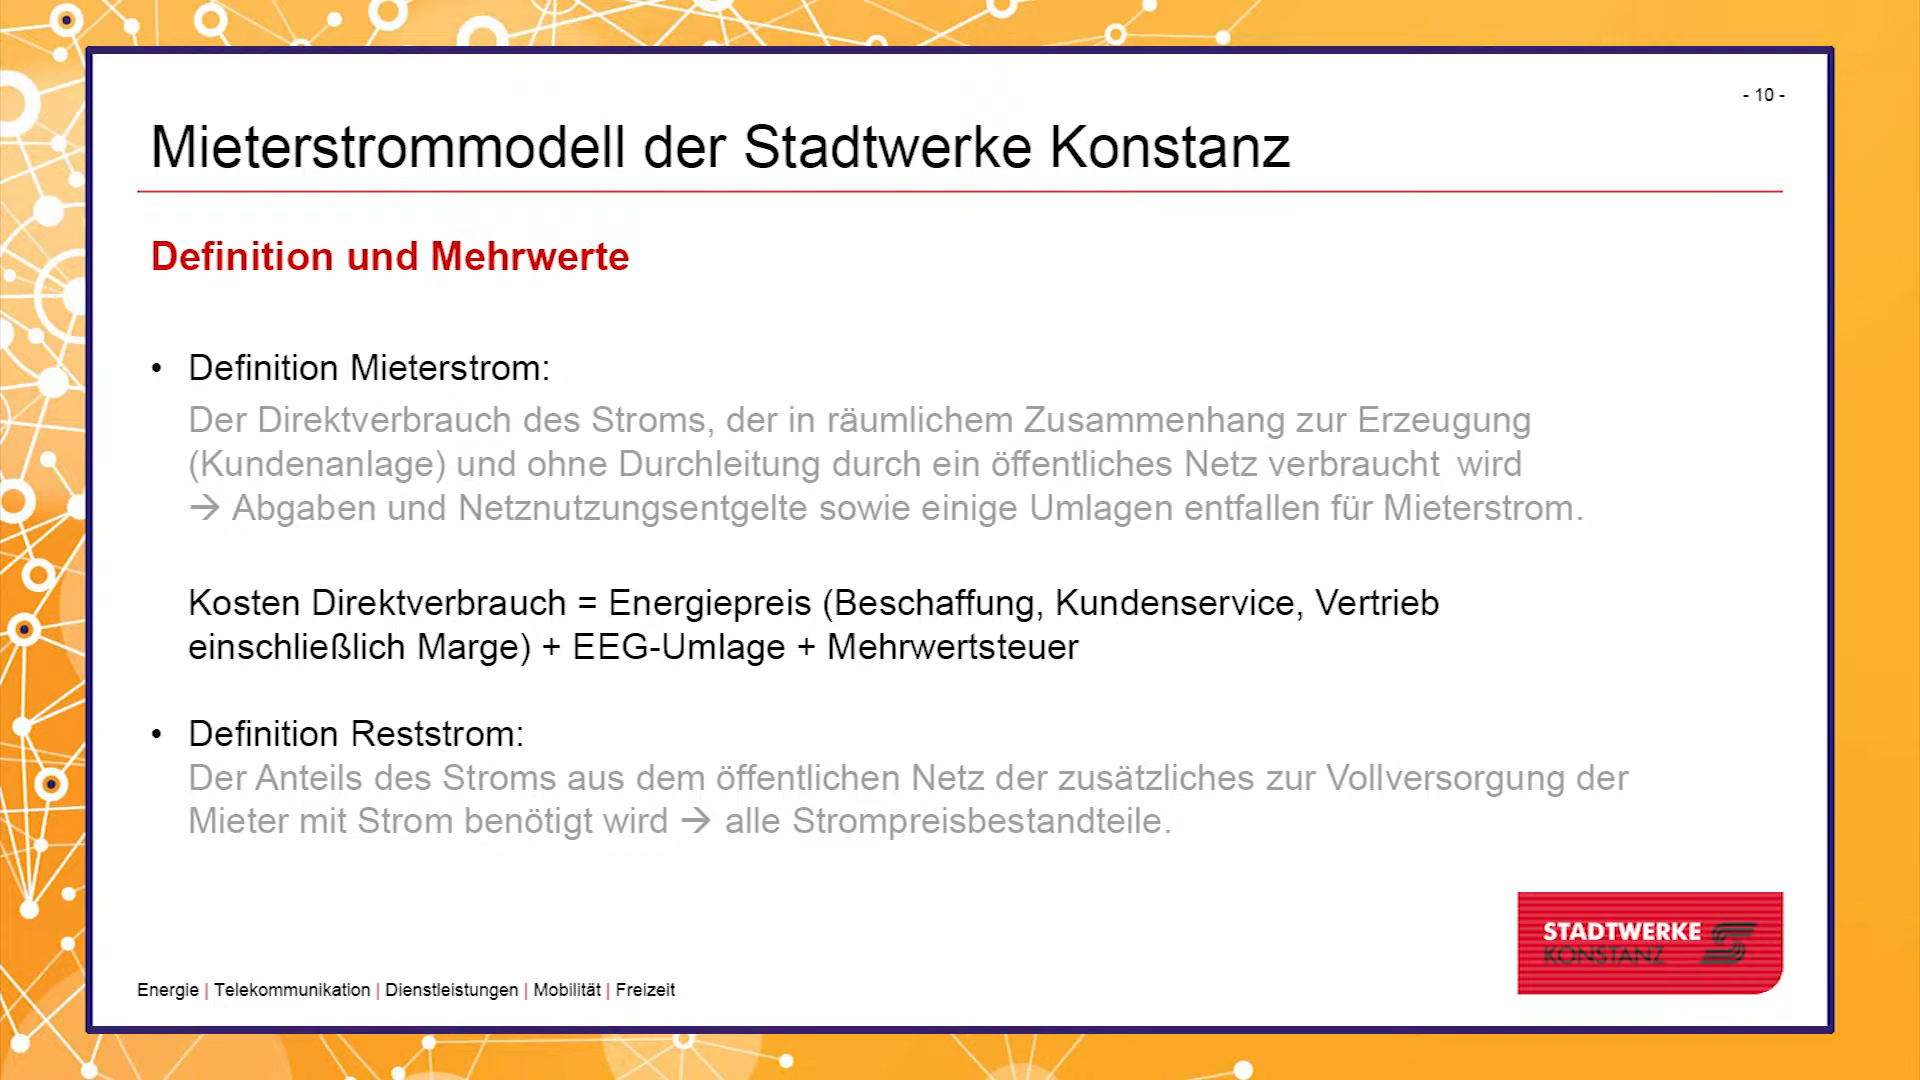 - 10 -
Mieterstrommodell der Stadtwerke Konstanz
Definition und Mehrwerte
• Definition Mieterstrom:
Der Direktverbrauch des Stroms, der in räumlichem Zusammenhang zur Erzeugung
(Kundenanlage) und ohne Durchleitung durch ein öffentliches Netz verbraucht wird
→ Abgaben und Netznutzungsentgelte sowie einige Umlagen entfallen für Mieterstrom.
Kosten Direktverbrauch = Energiepreis (Beschaffung, Kundenservice, Vertrieb
einschließlich Marge) + EEG-Umlage + Mehrwertsteuer
• Definition Reststrom:
Der Anteils des Stroms aus dem öffentlichen Netz der zusätzliches zur Vollversorgung der
Mieter mit Strom benötigt wird → alle Strompreisbestandteile.
STADTWERKE
KONSTANZ
Energie | Telekommunikation | Dienstleistungen | Mobilität | Freizeit